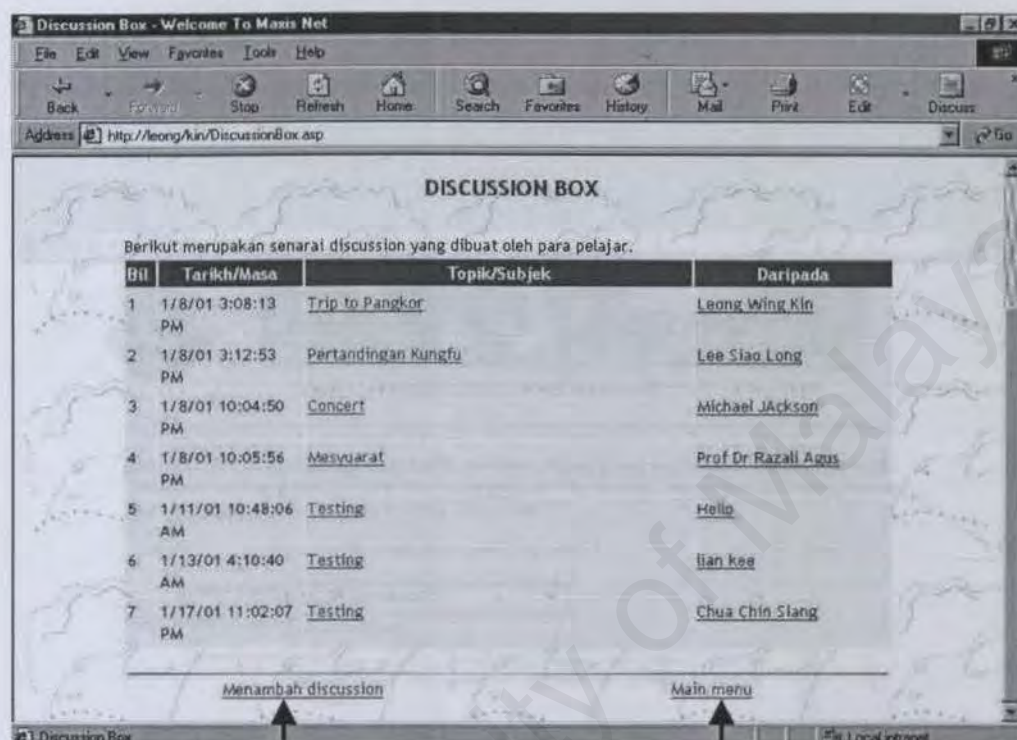 Discussion Box - Welcome To Maxis Net
File Edit View Favorites Tools Help
Back Forward Stop Refresh Home Search Favorites History Mail Print Edit Discuss
Address http://leong/kin/DiscussionBox.asp Go
DISCUSSION BOX
Berikut merupakan senarai discussion yang dibuat oleh para pelajar.
Bil Tarikh/Masa Topik/Subjek Daripada
1 1/8/01 3:08:13 PM Trip to Pangkor Leong Wing Kin
2 1/8/01 3:12:53 PM Pertandingan Kungfu Lee Siao Long
3 1/8/01 10:04:50 PM Concert Michael JAckson
4 1/8/01 10:05:56 PM Mesyuarat Prof Dr Razali Agus
5 1/11/01 10:48:06 AM Testing Hello
6 1/13/01 4:10:40 AM Testing lian kee
7 1/17/01 11:02:07 PM Testing Chua Chin Siang
Menambah discussion Main menu
Discussion Box Local intranet
ty of Malaya